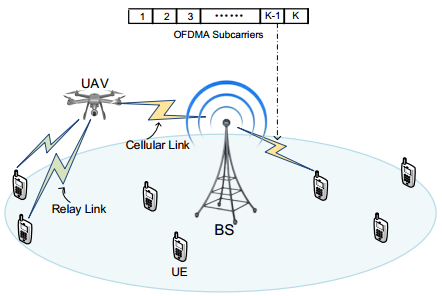 1 2 3 ······ K-1 K
OFDMA Subcarriers
UAV
Cellular Link
Relay Link
BS
UE